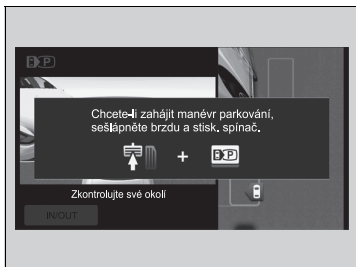 P
Chcete-li zahájit manévr parkování,
sešlápněte brzdu a stisk. spínač.
+ P
Zkontrolujte své okolí
IN/OUT